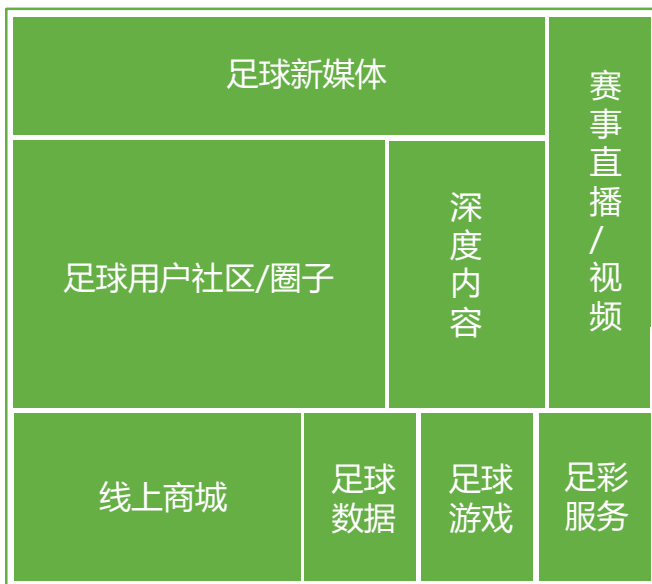 足球新媒体
赛事直播/视频
足球用户社区/圈子
深度内容
线上商城
足球
数据
足球
游戏
足彩
服务